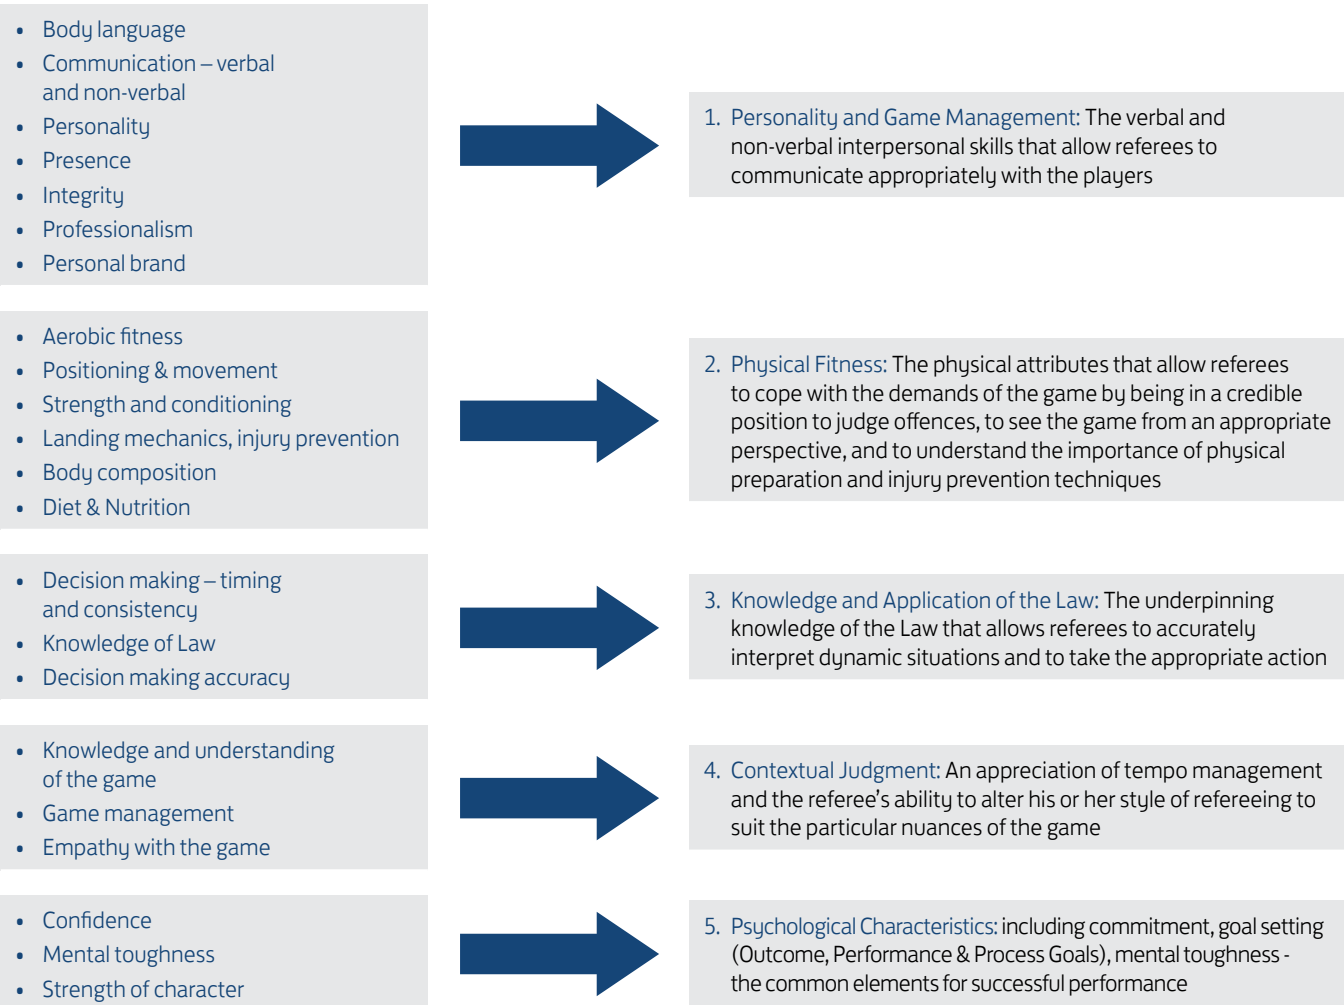 • Body language
• Communication – verbal
and non-verbal
• Personality
• Presence
• Integrity
• Professionalism
• Personal brand
1. Personality and Game Management: The verbal and
non-verbal interpersonal skills that allow referees to
communicate appropriately with the players
• Aerobic fitness
• Positioning & movement
• Strength and conditioning
• Landing mechanics, injury prevention
• Body composition
• Diet & Nutrition
2. Physical Fitness: The physical attributes that allow referees
to cope with the demands of the game by being in a credible
position to judge offences, to see the game from an appropriate
perspective, and to understand the importance of physical
preparation and injury prevention techniques
• Decision making – timing
and consistency
• Knowledge of Law
• Decision making accuracy
3. Knowledge and Application of the Law: The underpinning
knowledge of the Law that allows referees to accurately
interpret dynamic situations and to take the appropriate action
• Knowledge and understanding
of the game
• Game management
• Empathy with the game
4. Contextual Judgment: An appreciation of tempo management
and the referee’s ability to alter his or her style of refereeing to
suit the particular nuances of the game
• Confidence
• Mental toughness
• Strength of character
5. Psychological Characteristics: including commitment, goal setting
(Outcome, Performance & Process Goals), mental toughness -
the common elements for successful performance